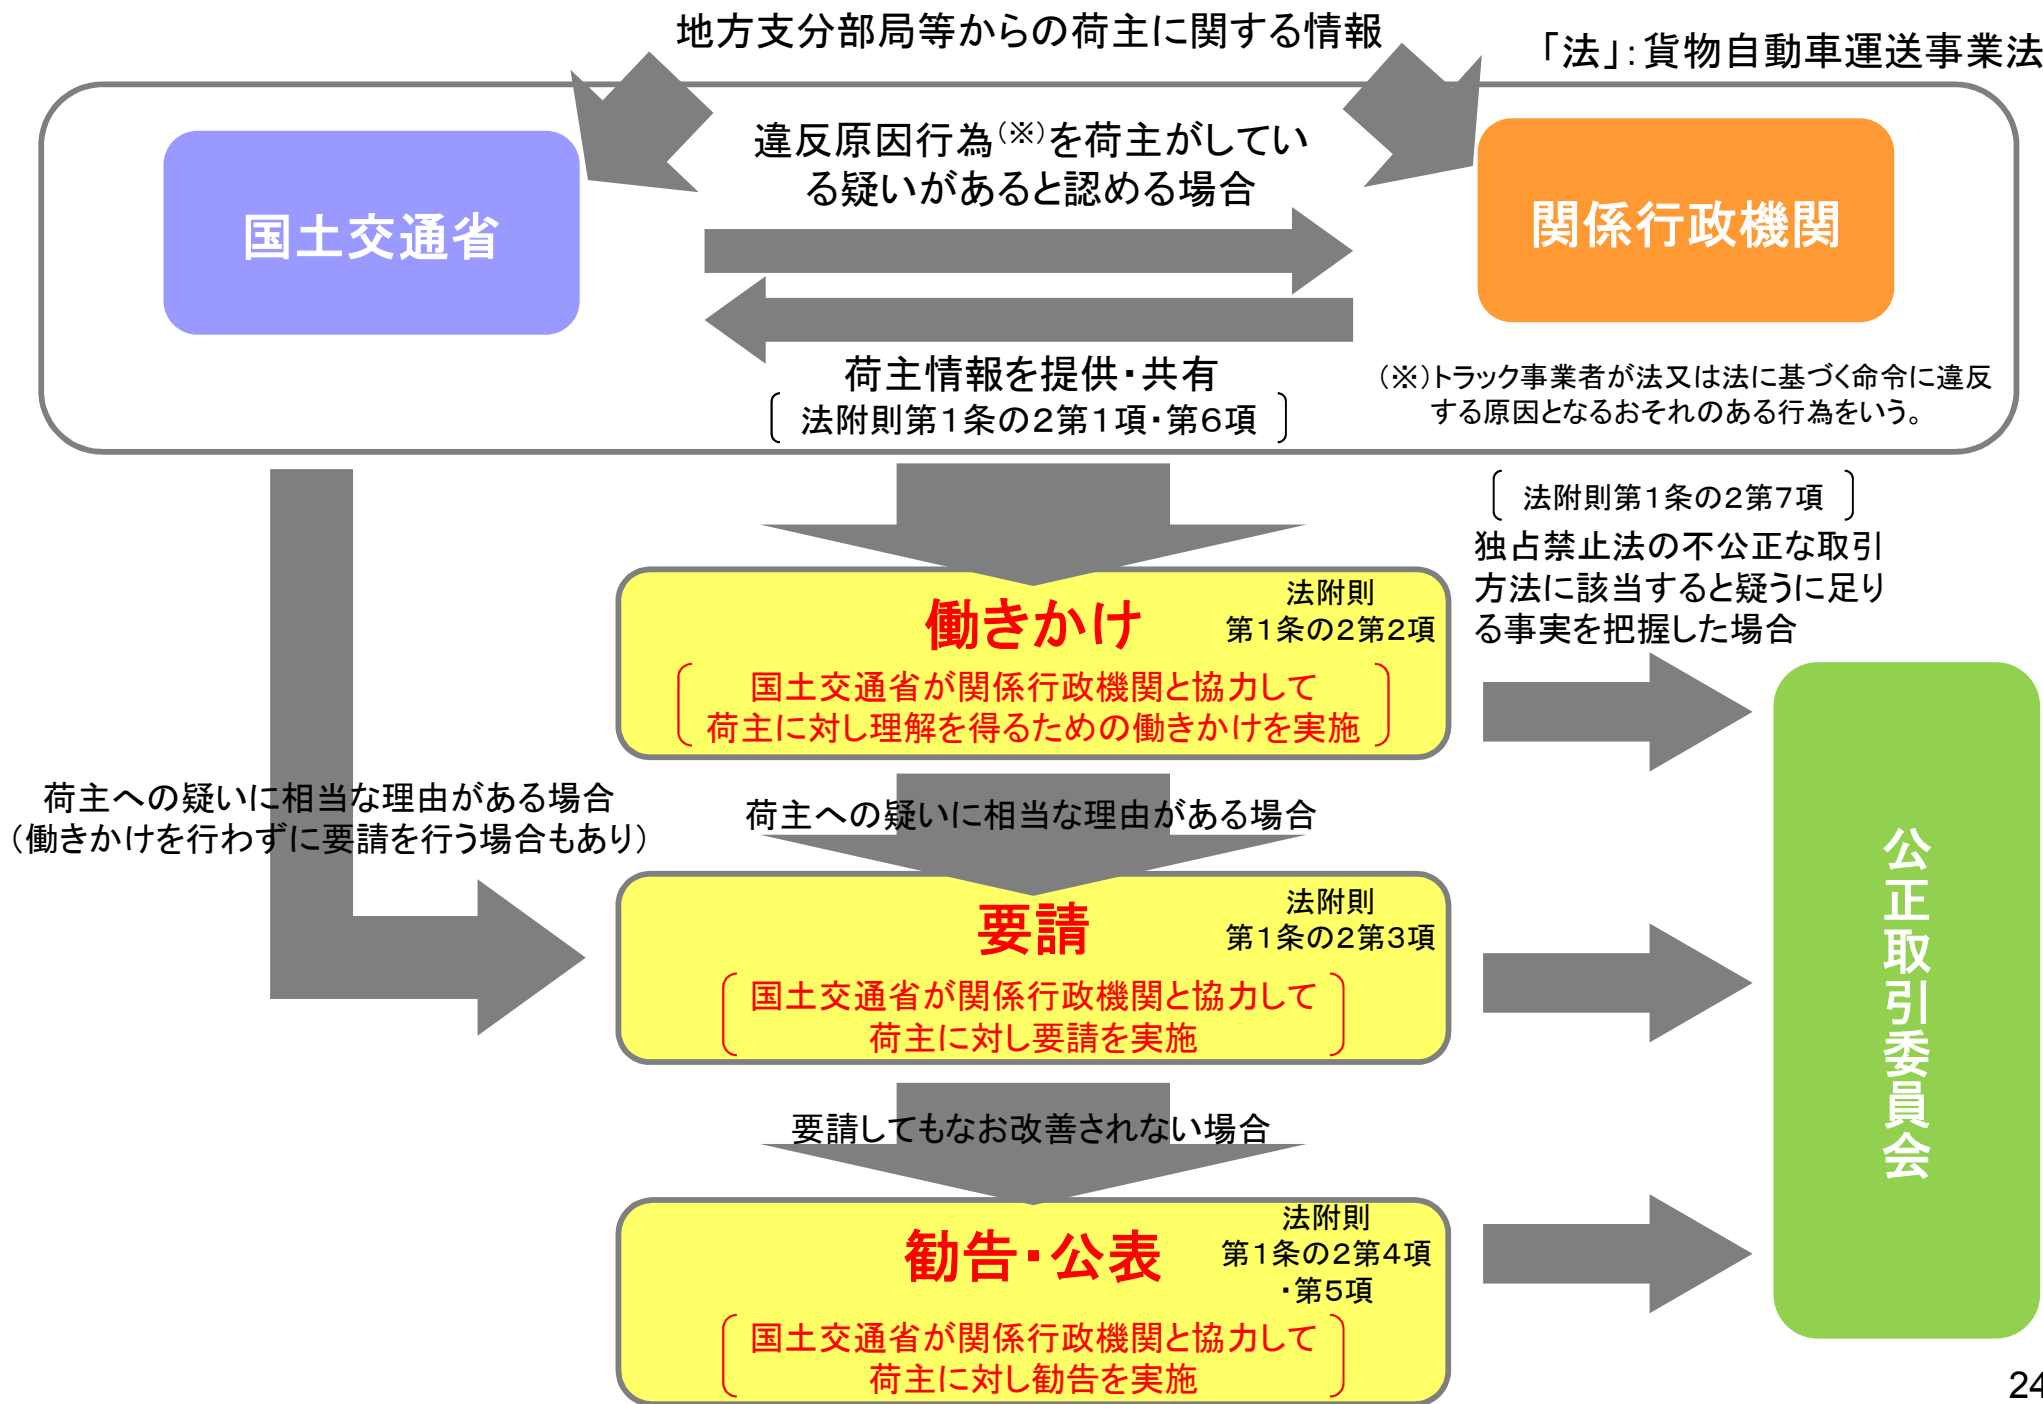 地方支分部局等からの荷主に関する情報
「法」：貨物自動車運送事業法
違反原因行為（※）を荷主がしてい
る疑いがあると認める場合
国土交通省
関係行政機関
荷主情報を提供・共有
法附則第１条の２第１項・第６項
（※）トラック事業者が法又は法に基づく命令に違反
する原因となるおそれのある行為をいう。
法附則第１条の２第７項
独占禁止法の不公正な取引
方法に該当すると疑うに足り
る事実を把握した場合
働きかけ
法附則
第１条の２第２項
国土交通省が関係行政機関と協力して
荷主に対し理解を得るための働きかけを実施
荷主への疑いに相当な理由がある場合
（働きかけを行わずに要請を行う場合もあり）
荷主への疑いに相当な理由がある場合
要請
法附則
第１条の２第３項
国土交通省が関係行政機関と協力して
荷主に対し要請を実施
公正取引委員会
要請してもなお改善されない場合
勧告・公表
法附則
第１条の２第４項
・第５項
国土交通省が関係行政機関と協力して
荷主に対し勧告を実施
24